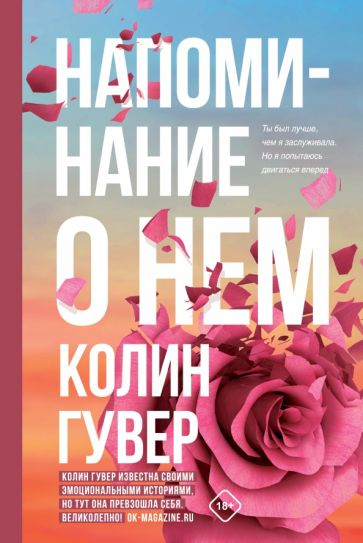 НАПОМИ-
НАНИЕ
Ты был лучше,
чем я заслуживала.
Но я попытаюсь
двигаться вперед
О НЕМ
КОЛИН
ГУВЕР
КОЛИН ГУВЕР ИЗВЕСТНА СВОИМИ
ЭМОЦИОНАЛЬНЫМИ ИСТОРИЯМИ,
НО ТУТ ОНА ПРЕВЗОШЛА СЕБЯ.
ВЕЛИКОЛЕПНО! OK-MAGAZINE.RU
18+